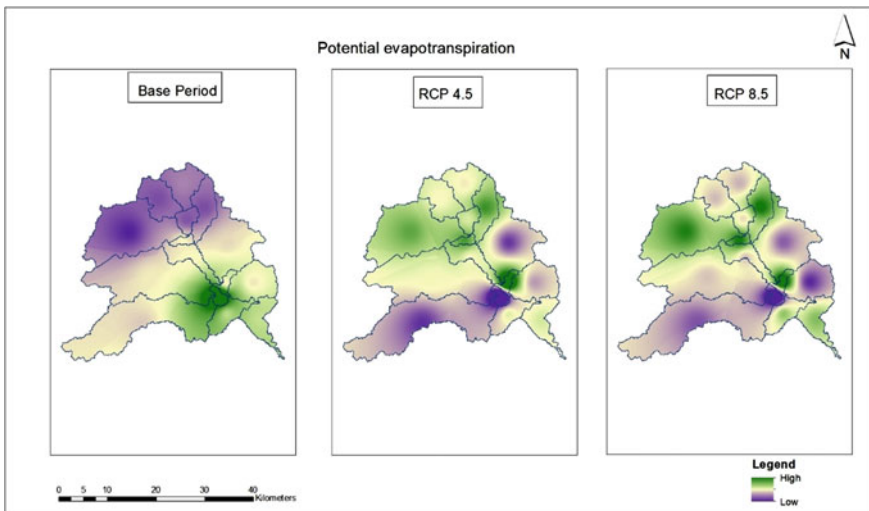 Potential evapotranspiration
N
Base Period
RCP 4.5
RCP 8.5
Legend
High
Low
0 5 10 20 30 40
Kilometers